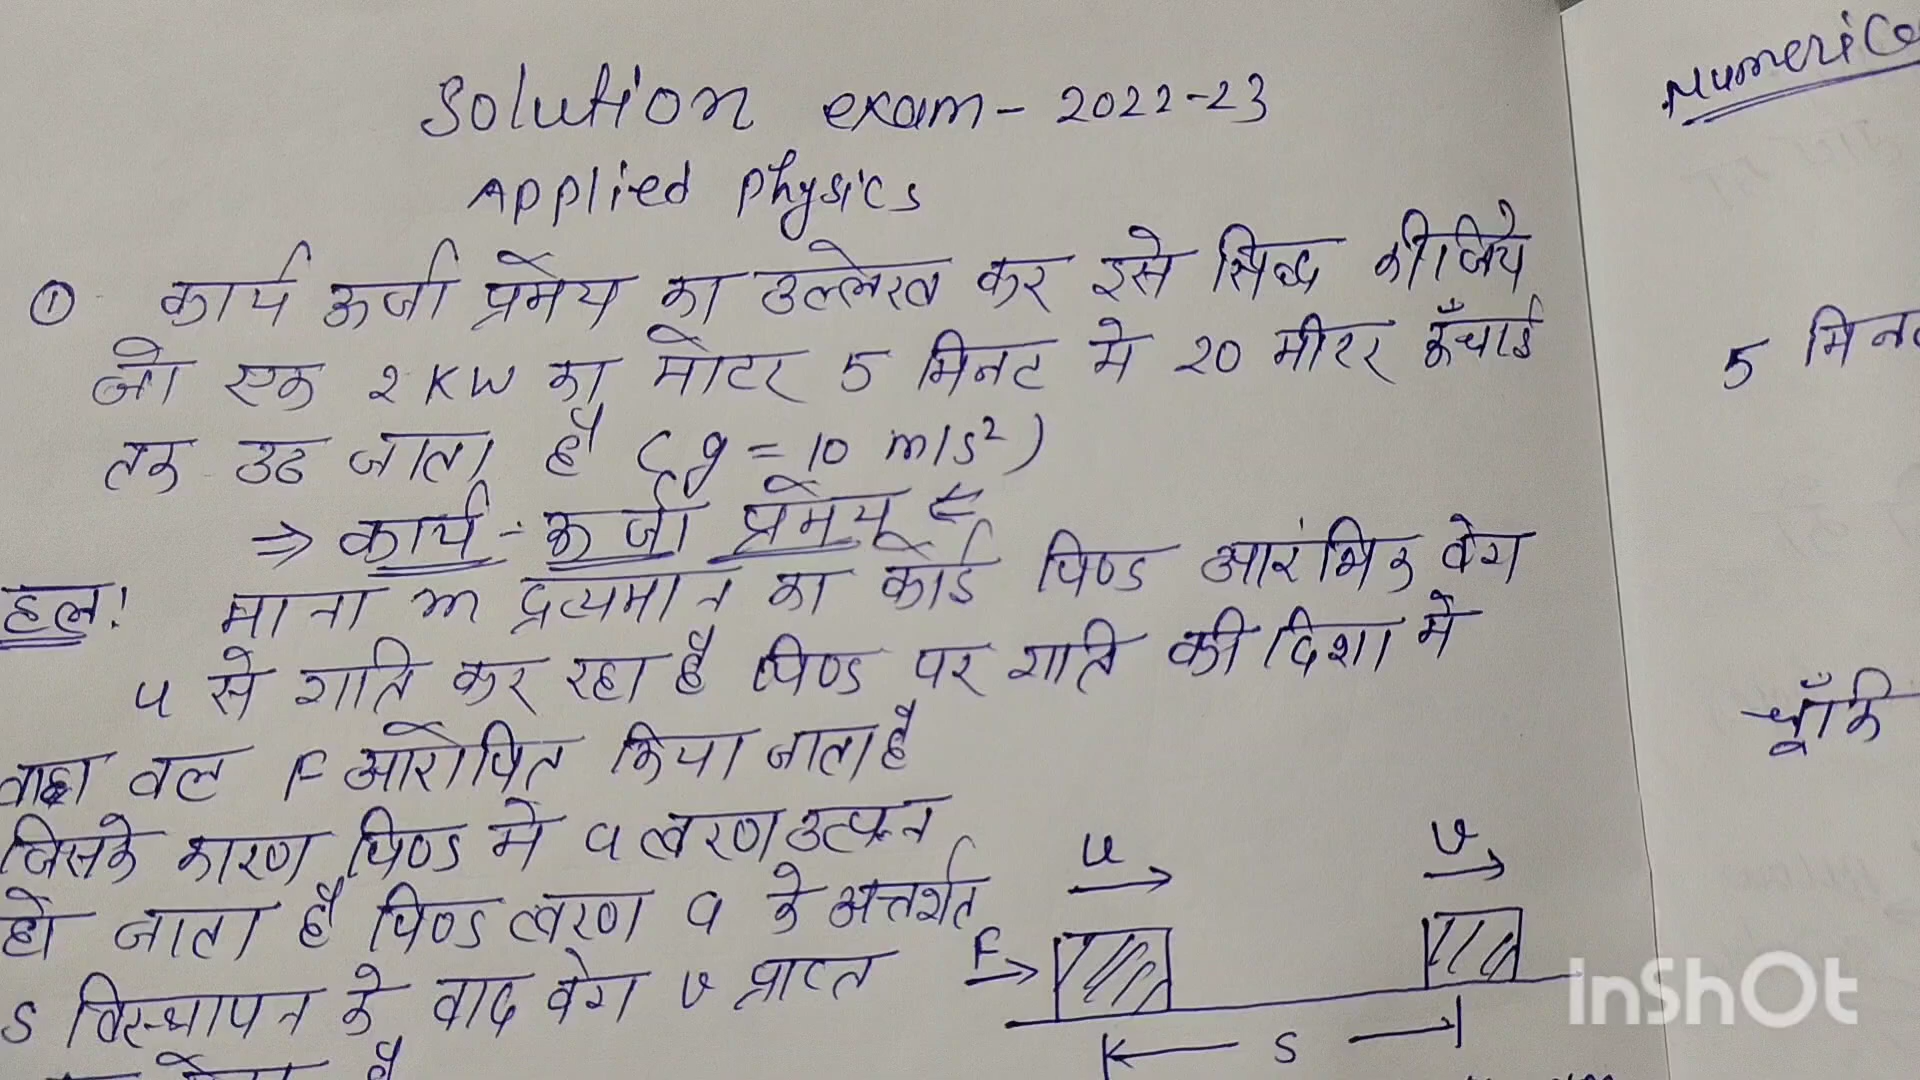 Solution exam - 2022-23
Applied Physics
① कार्य ऊर्जा प्रमेय का उल्लेख कर इसे सिद्ध कीजिये
जो एक 2 KW का मोटर 5 मिनट मे 20 मीटर ऊँचाई
तक उठ जाता है (g = 10 m/s²)
⇒ कार्य - ऊर्जा प्रमेय ⇐
हल! माना m द्रव्यमान का कोई पिण्ड आरंभिक वेग
u से गति कर रहा है पिण्ड पर गति की दिशा मे
वाह्य वल F आरोपित किया जाता है
जिसके कारण पिण्ड मे a त्वरण उत्पन्न
हो जाता है पिण्ड त्वरण a के अन्तर्गत
s विस्थापन के वाद वेग v प्राप्त
है
u
v
F
s
5 मिनट
चूँकि
InShOt